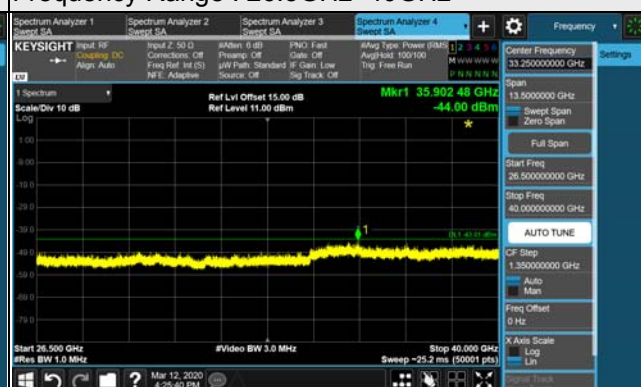 Spectrum Analyzer 1
Swept SA
Spectrum Analyzer 2
Swept SA
Spectrum Analyzer 3
Swept SA
Spectrum Analyzer 4
Swept SA
Frequency
KEYSIGHT
Input: RF
Coupling: DC
Align: Auto
Input Z: 50 Ω
Corrections: Off
Freq Ref: Int (S)
NFE: Adaptive
#Atten: 6 dB
Preamp: Off
µW Path: Standard
Source: Off
PNO: Fast
Gate: Off
IF Gain: Low
Sig Track: Off
#Avg Type: Power (RMS
Avg|Hold: 100/100
Trig: Free Run
1 2 3 4 5 6
M W W W W W
P N N N N N
LW
1 Spectrum
Scale/Div 10 dB
Log
Ref Lvl Offset 15.00 dB
Ref Level 11.00 dBm
Mkr1 35.902 48 GHz
-44.00 dBm
1.00
-9.00
-19.0
-29.0
-39.0
-49.0
-59.0
-69.0
-79.0
1
Start 26.500 GHz
#Res BW 1.0 MHz
#Video BW 3.0 MHz
Stop 40.000 GHz
Sweep ~25.2 ms (50001 pts)
Mar 12, 2020
4:25:40 PM
Center Frequency
33.250000000 GHz
Settings
Span
13.5000000 GHz
Swept Span
Zero Span
Full Span
Start Freq
26.500000000 GHz
Stop Freq
40.000000000 GHz
AUTO TUNE
CF Step
1.350000000 GHz
Auto
Man
Freq Offset
0 Hz
X Axis Scale
Log
Lin
Signal Track